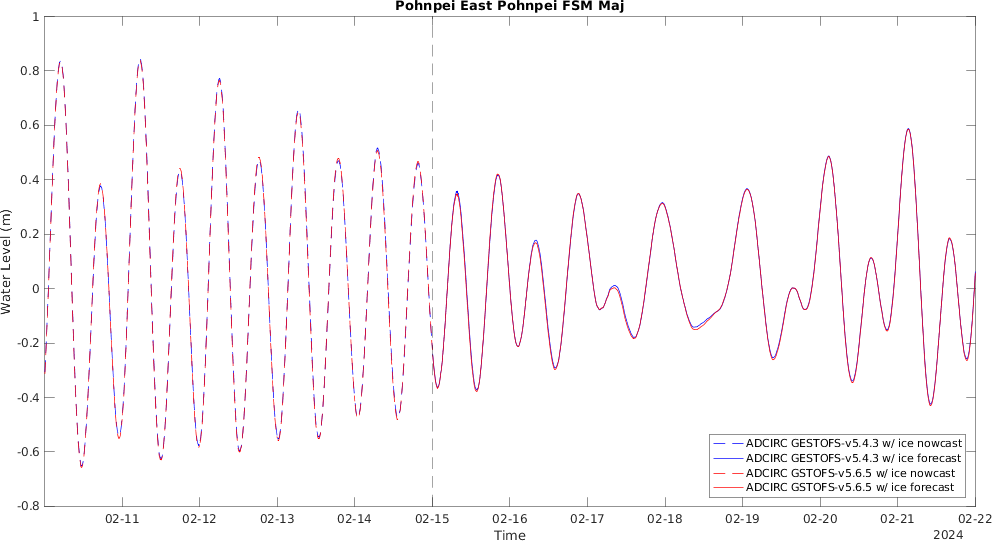 Pohnpei East Pohnpei FSM Maj
Water Level (m)
1
0.8
0.6
0.4
0.2
0
-0.2
-0.4
-0.6
-0.8
ADCIRC GESTOFS-v5.4.3 w/ ice nowcast
ADCIRC GESTOFS-v5.4.3 w/ ice forecast
ADCIRC GSTOFS-v5.6.5 w/ ice nowcast
ADCIRC GSTOFS-v5.6.5 w/ ice forecast
02-11 02-12 02-13 02-14 02-15 02-16 02-17 02-18 02-19 02-20 02-21 02-22
Time
2024